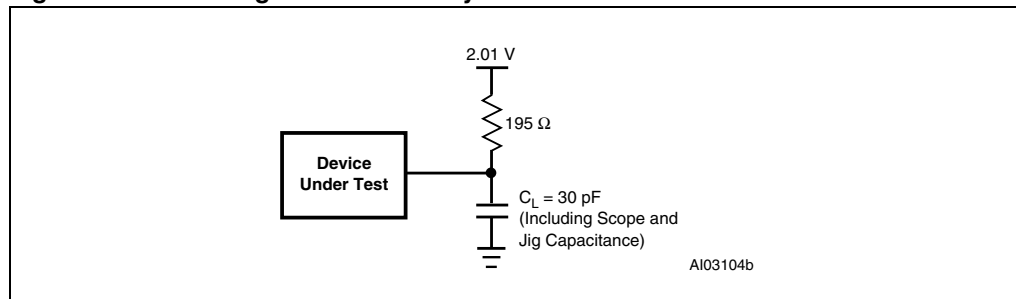 2.01 V
195 Ω
Device
Under Test
C_L = 30 pF
(Including Scope and
Jig Capacitance)
AI03104b